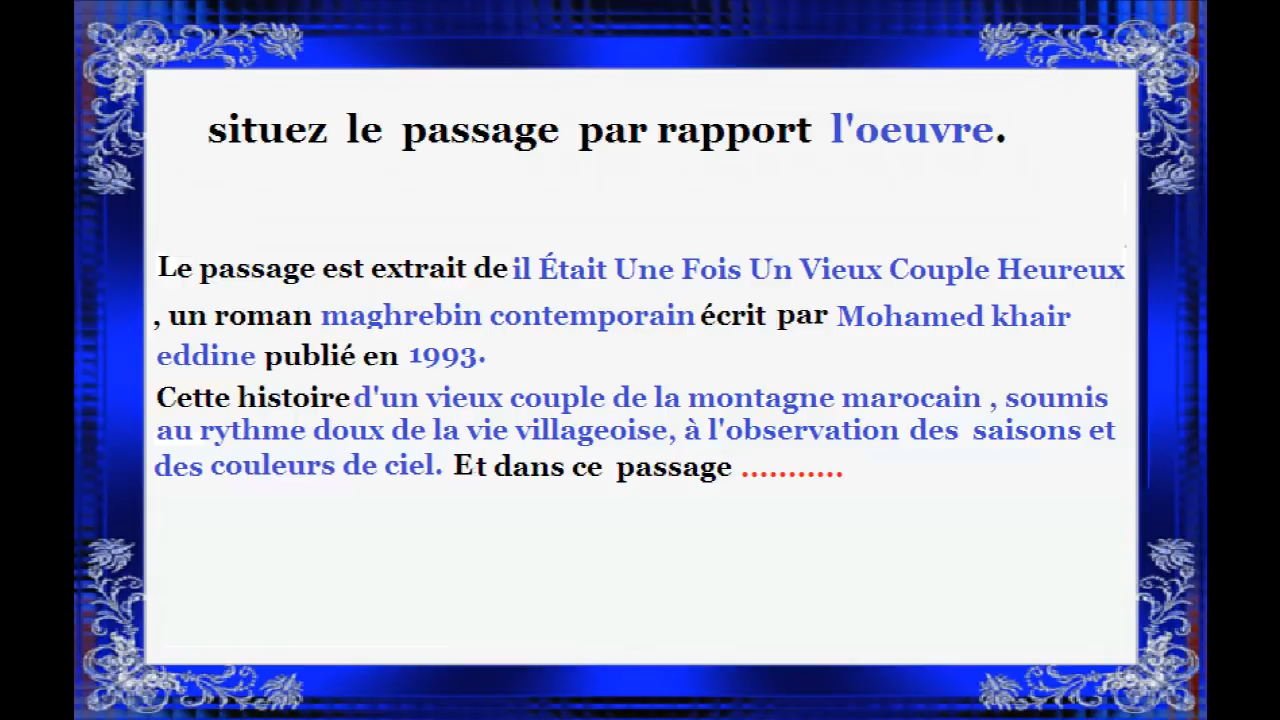 situez le passage par rapport l'oeuvre.
Le passage est extrait de il Était Une Fois Un Vieux Couple Heureux
, un roman maghrebin contemporain écrit par Mohamed khair
eddine publié en 1993.
Cette histoire d'un vieux couple de la montagne marocain , soumis
au rythme doux de la vie villageoise, à l'observation des saisons et
des couleurs de ciel. Et dans ce passage ...........